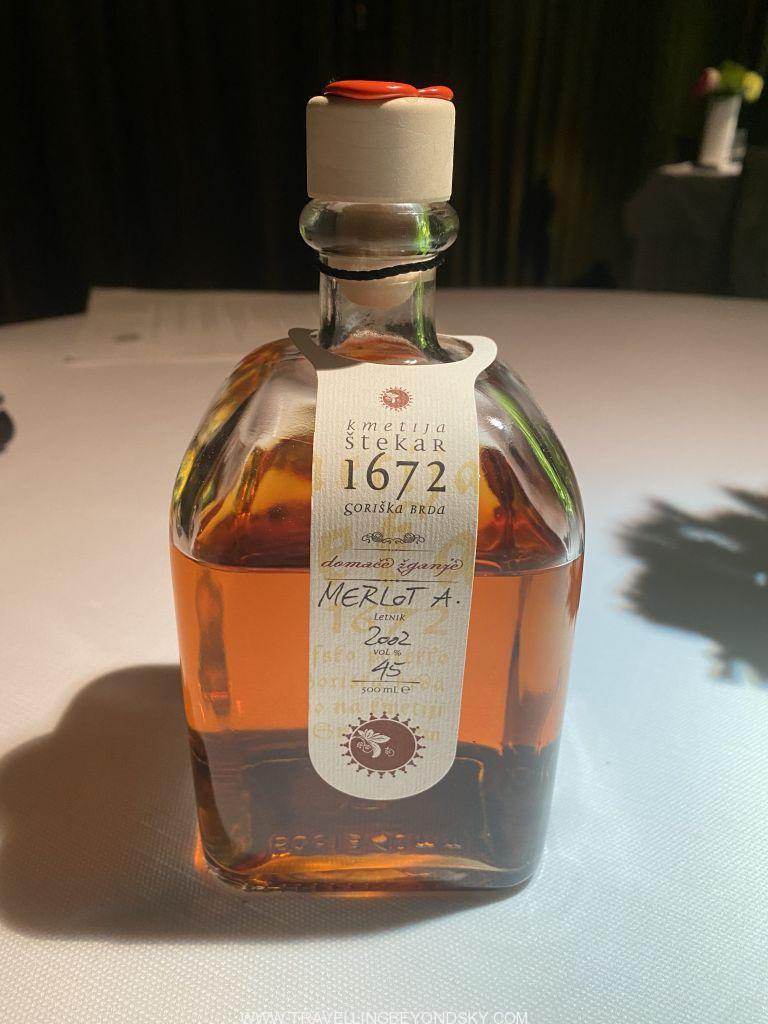 kmetija
štekar
1672
goriška brda
domače žganje
MERLOT A.
Letnik
2002
vol %
45
500 mL e
WWW.TRAVELLINGBEYONDSKY.COM